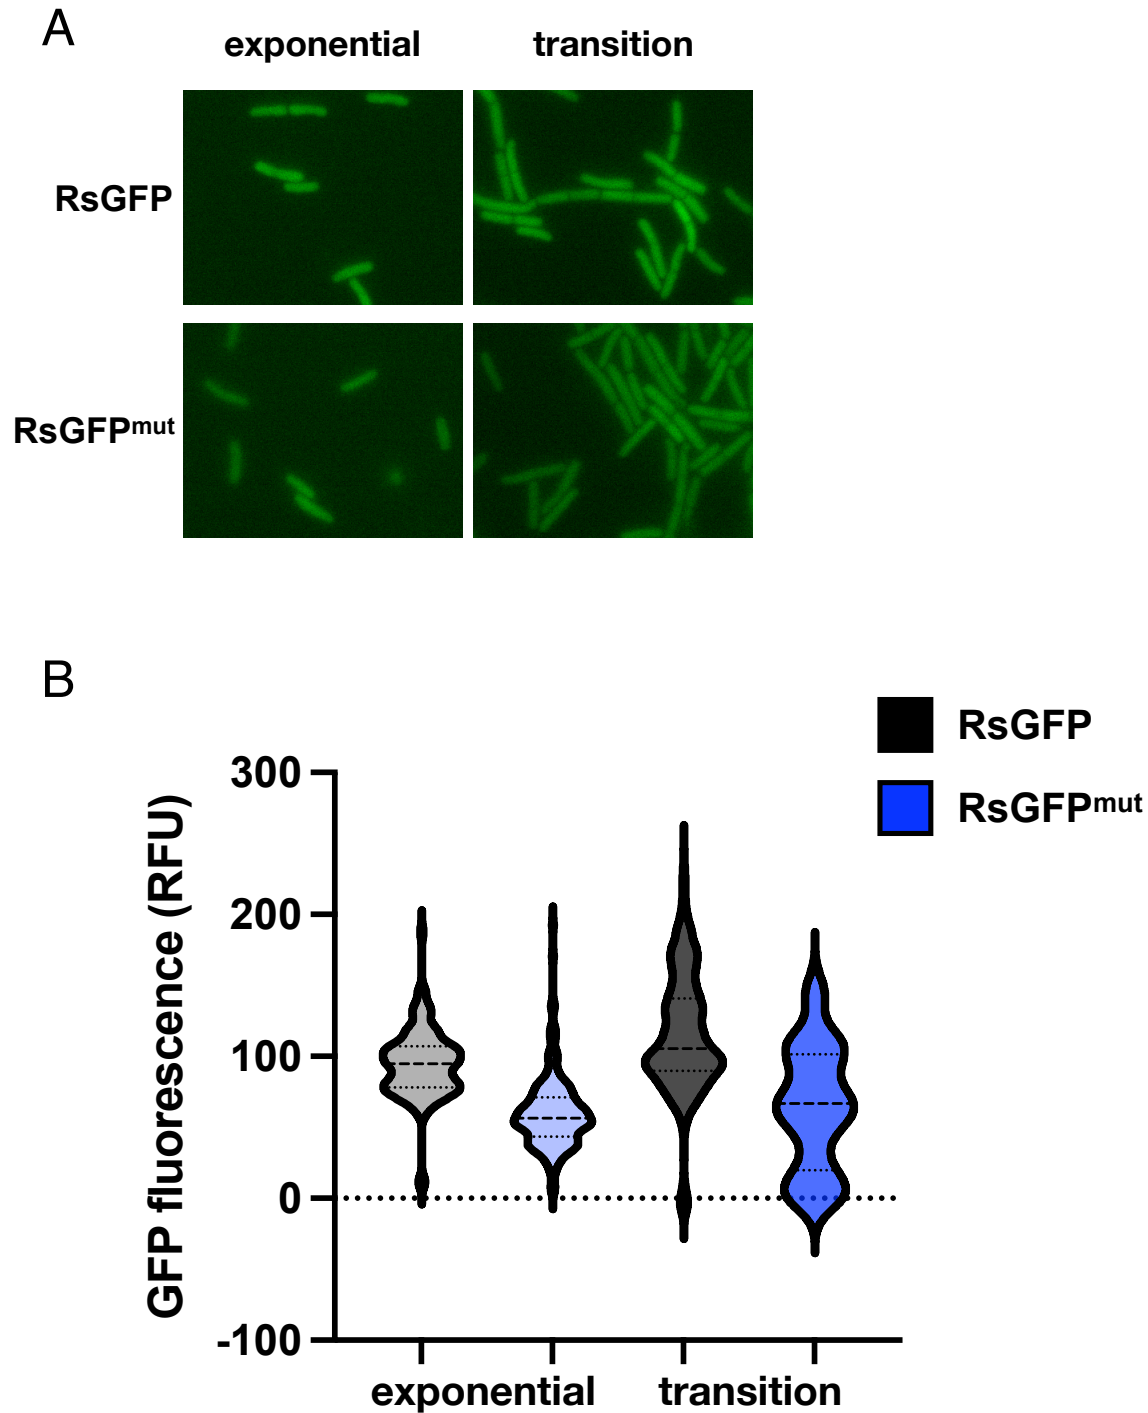 A
exponential transition
RsGFP
RsGFPmut
B
RsGFP
RsGFPmut
GFP fluorescence (RFU)
300
200
100
0
-100
exponential transition